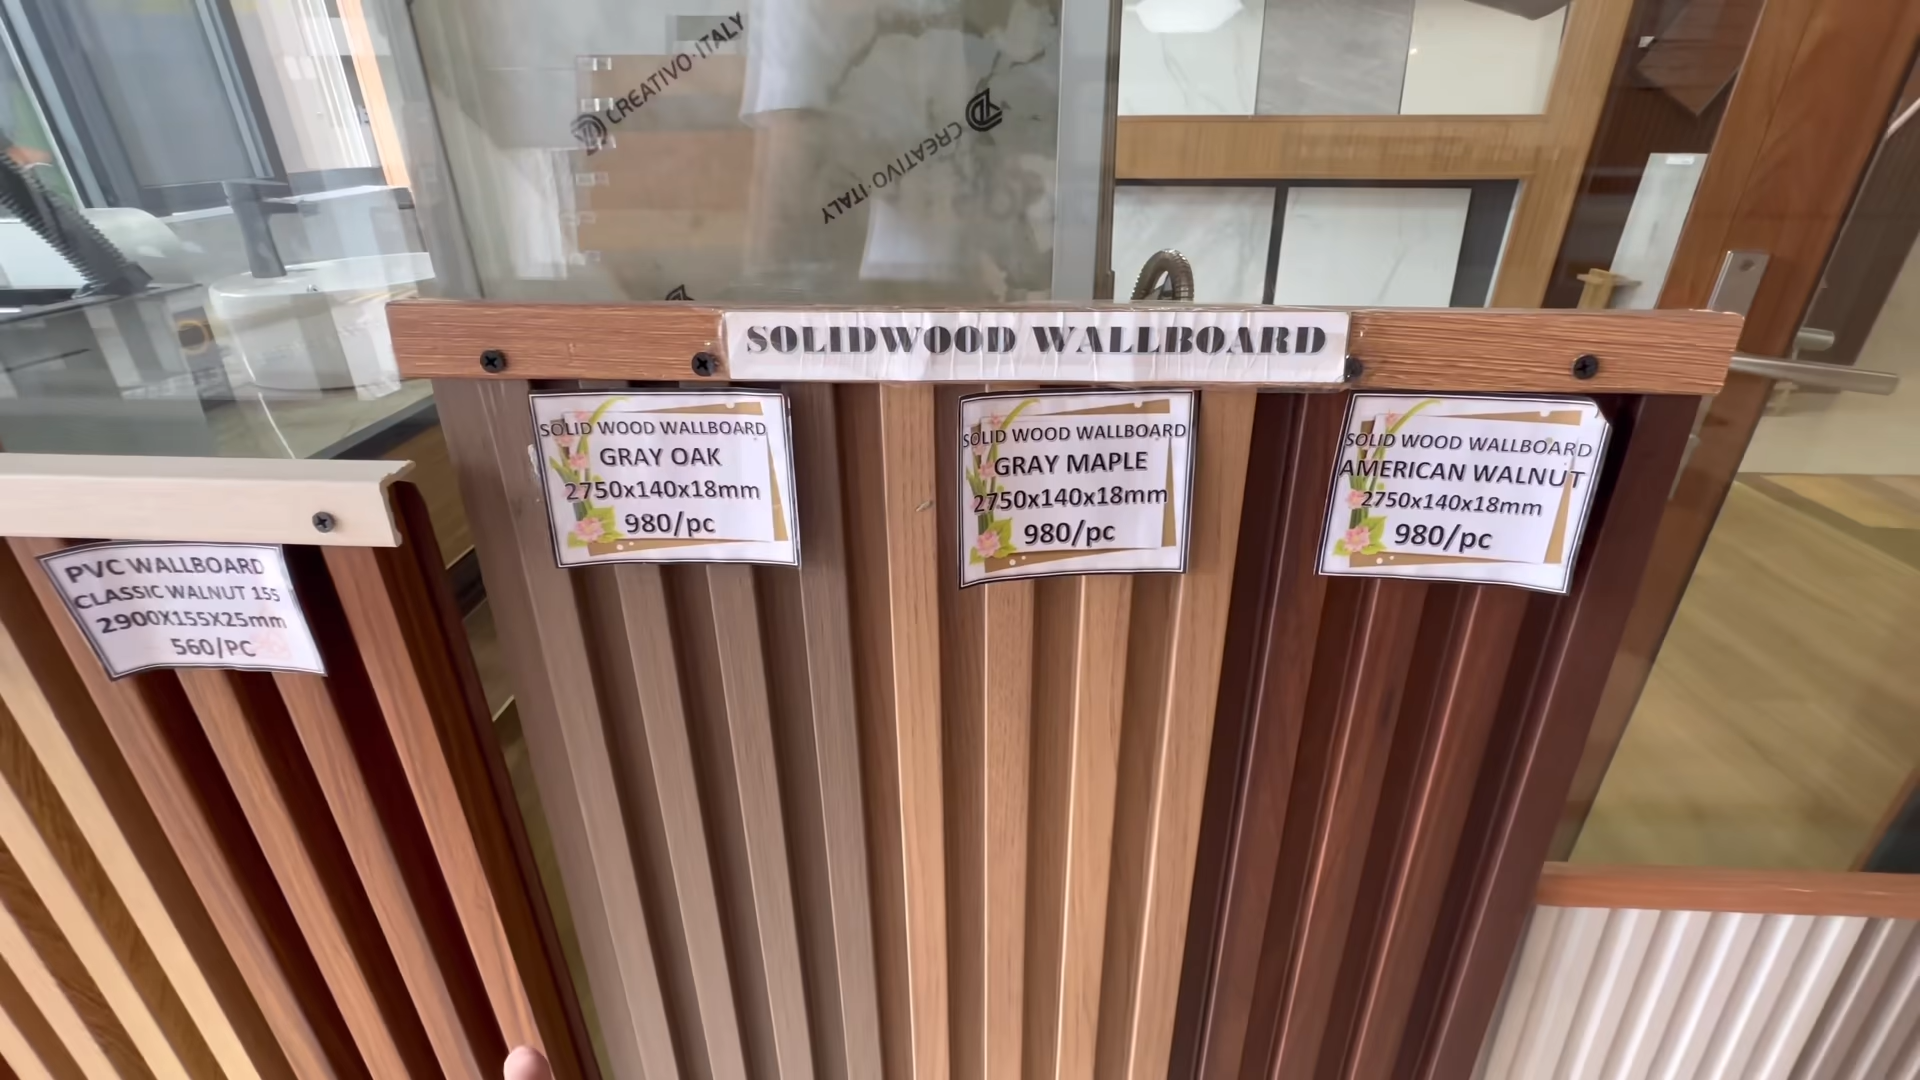 CREATIVO·ITALY
CREATIVO·ITALY
SOLIDWOOD WALLBOARD
SOLID WOOD WALLBOARD
GRAY OAK
2750x140x18mm
980/pc
SOLID WOOD WALLBOARD
GRAY MAPLE
2750x140x18mm
980/pc
SOLID WOOD WALLBOARD
AMERICAN WALNUT
2750x140x18mm
980/pc
PVC WALLBOARD
CLASSIC WALNUT 155
2900X155X25mm
560/PC